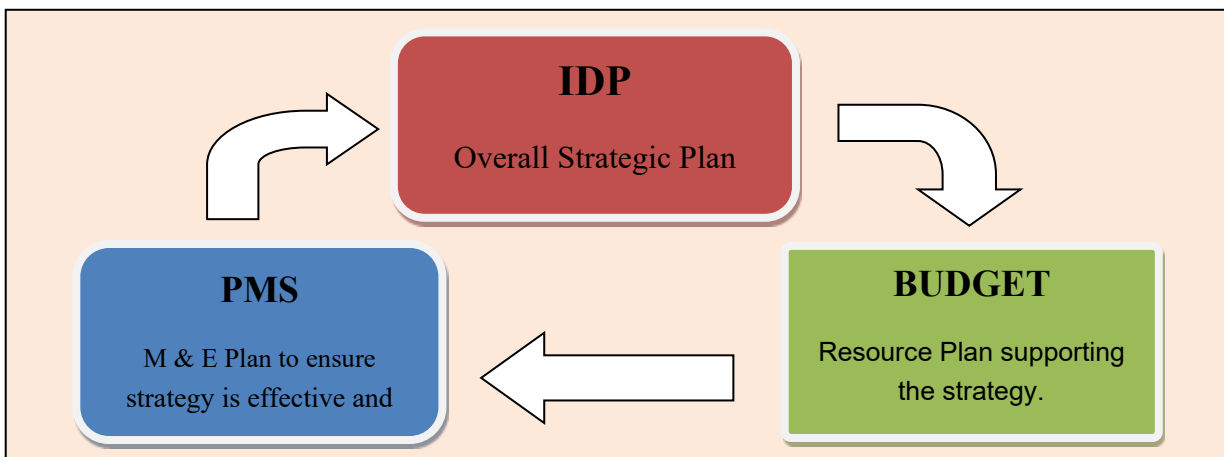 IDP
Overall Strategic Plan
PMS
M & E Plan to ensure
strategy is effective and
BUDGET
Resource Plan supporting
the strategy.